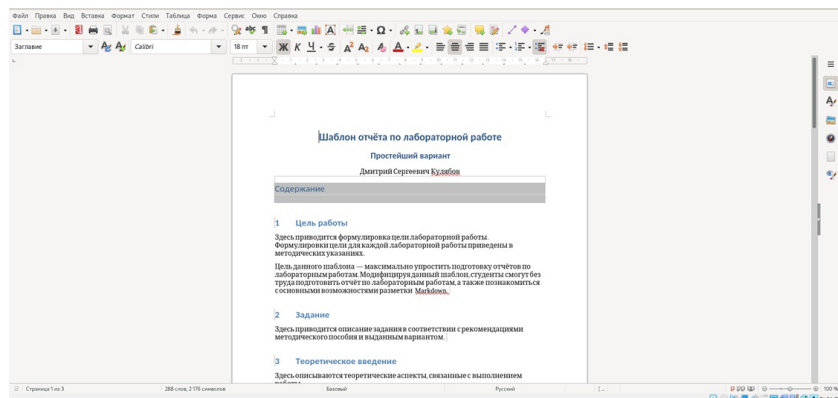 Файл Правка Вид Вставка Формат Стили Таблица Форма Сервис Окно Справка
Заглавие Calibri 18 пт
Шаблон отчёта по лабораторной работе
Простейший вариант
Дмитрий Сергеевич Кулябов
Содержание
1 Цель работы
Здесь приводится формулировка цели лабораторной работы.
Формулировки цели для каждой лабораторной работы приведены в
методических указаниях.
Цель данного шаблона — максимально упростить подготовку отчётов по
лабораторным работам. Модифицируя данный шаблон, студенты смогут без
труда подготовить отчёт по лабораторным работам, а также познакомиться
с основными возможностями разметки Markdown.
2 Задание
Здесь приводится описание задания в соответствии с рекомендациями
методического пособия и выданным вариантом.
3 Теоретическое введение
Здесь описываются теоретические аспекты, связанные с выполнением
Страница 1 из 3 288 слов, 2 176 символов Базовый Русский 100 %